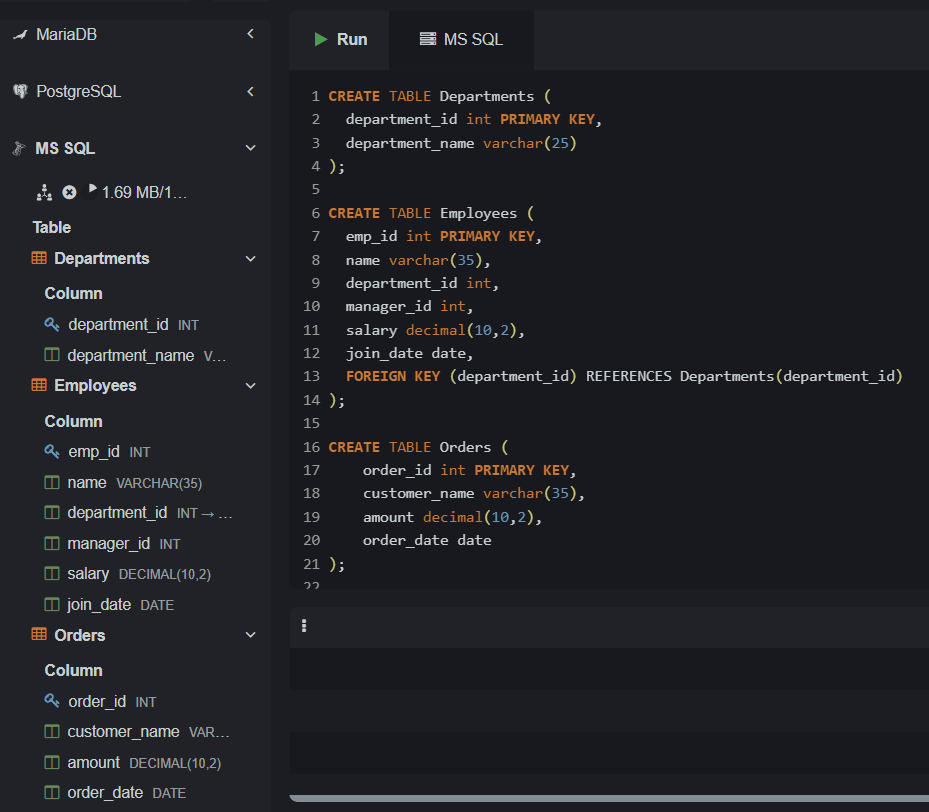 MariaDB
PostgreSQL
MS SQL
1.69 MB/1...
Table
Departments
Column
department_id INT
department_name V...
Employees
Column
emp_id INT
name VARCHAR(35)
department_id INT → ...
manager_id INT
salary DECIMAL(10,2)
join_date DATE
Orders
Column
order_id INT
customer_name VAR...
amount DECIMAL(10,2)
order_date DATE
Run MS SQL
1 CREATE TABLE Departments (
2   department_id int PRIMARY KEY,
3   department_name varchar(25)
4 );
5
6 CREATE TABLE Employees (
7   emp_id int PRIMARY KEY,
8   name varchar(35),
9   department_id int,
10   manager_id int,
11   salary decimal(10,2),
12   join_date date,
13   FOREIGN KEY (department_id) REFERENCES Departments(department_id)
14 );
15
16 CREATE TABLE Orders (
17     order_id int PRIMARY KEY,
18     customer_name varchar(35),
19     amount decimal(10,2),
20     order_date date
21 );
22